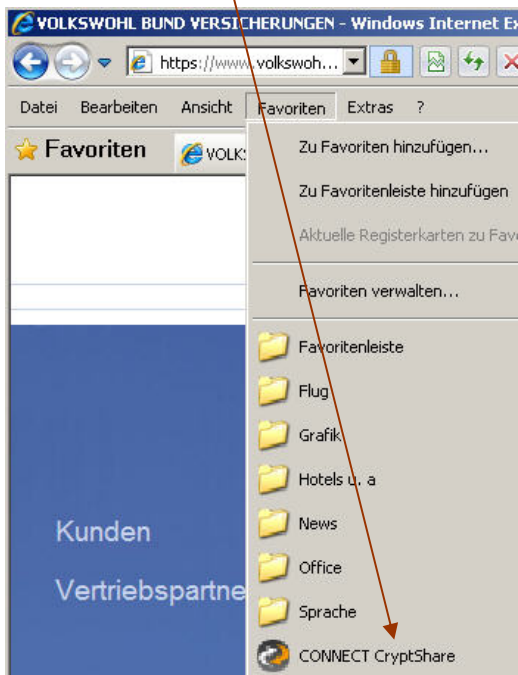 VOLKSWOHL BUND VERSICHERUNGEN - Windows Internet Ex
https://www.volkswoh...
Datei Bearbeiten Ansicht Favoriten Extras ?
Favoriten VOLK
Zu Favoriten hinzufügen...
Zu Favoritenleiste hinzufügen
Aktuelle Registerkarten zu Favo
Favoriten verwalten...
Favoritenleiste
Flug
Grafik
Hotels u. a
News
Kunden
Office
Vertriebspartne
Sprache
CONNECT CryptShare